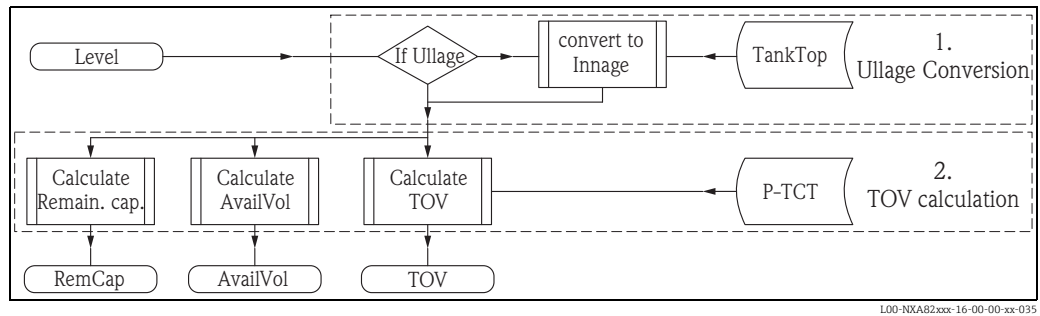 Level
If Ullage
convert to
Innage
TankTop
1.
Ullage Conversion
Calculate
Remain. cap.
Calculate
AvailVol
Calculate
TOV
P-TCT
2.
TOV calculation
RemCap
AvailVol
TOV
L00-NXA82xxx-16-00-00-xx-035